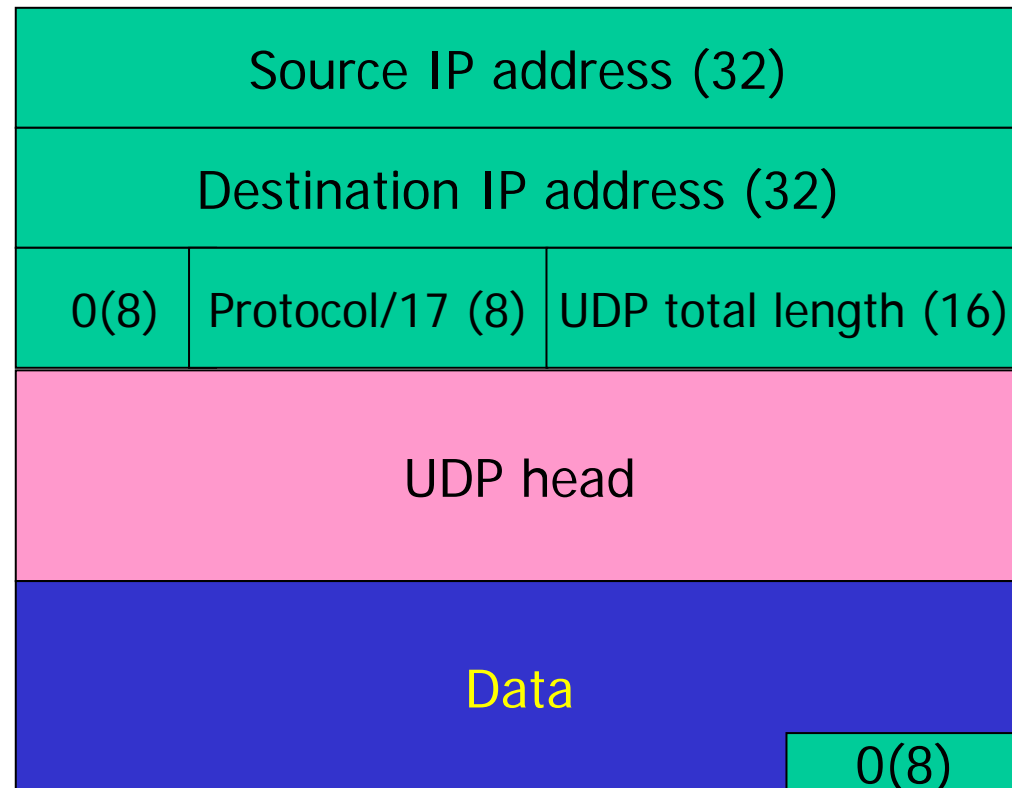 Source IP address (32)
Destination IP address (32)
0(8) Protocol/17 (8) UDP total length (16)
UDP head
Data
0(8)